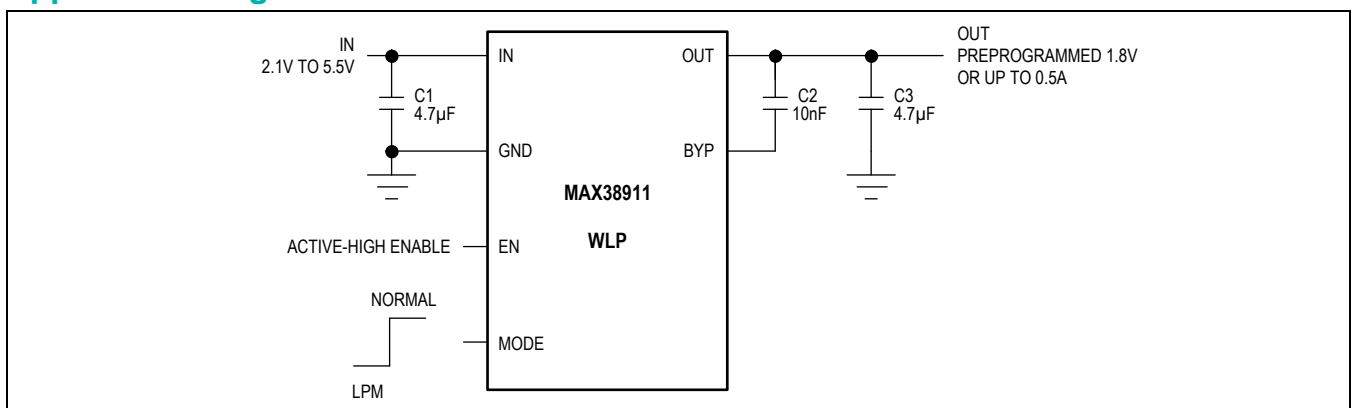 IN
2.1V TO 5.5V
C1
4.7µF
IN
GND
EN
MODE
MAX38911
WLP
OUT
BYP
C2
10nF
C3
4.7µF
OUT
PREPROGRAMMED 1.8V
OR UP TO 0.5A
ACTIVE-HIGH ENABLE
NORMAL
LPM